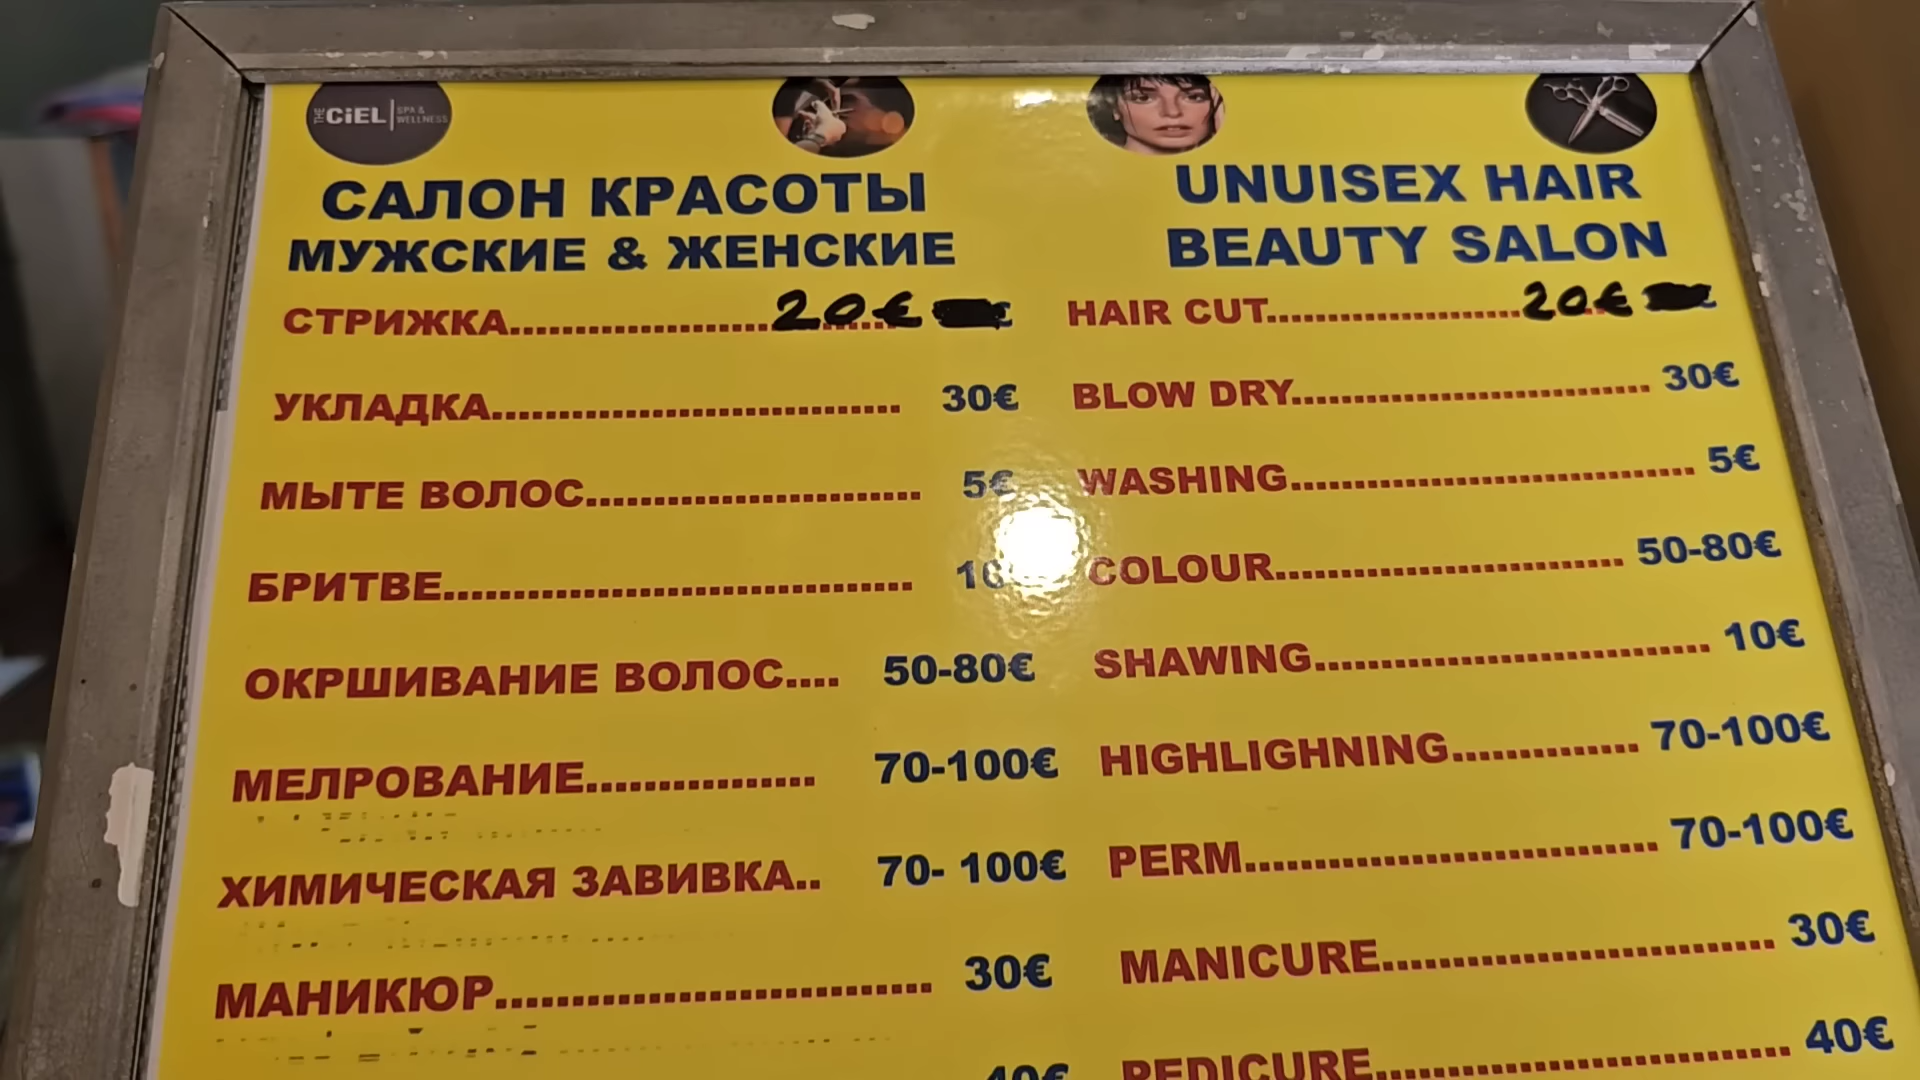 THE CiEL SPA & WELLNESS
САЛОН КРАСОТЫ
МУЖСКИЕ & ЖЕНСКИЕ
СТРИЖКА 20€
УКЛАДКА 30€
МЫТЕ ВОЛОС 5€
БРИТВЕ
ОКРШИВАНИЕ ВОЛОС.... 50-80€
МЕЛРОВАНИЕ 70-100€
ХИМИЧЕСКАЯ ЗАВИВКА.. 70- 100€
МАНИКЮР 30€
40€
UNUISEX HAIR
BEAUTY SALON
HAIR CUT 20€
BLOW DRY 30€
WASHING 5€
COLOUR 50-80€
SHAWING 10€
HIGHLIGHNING 70-100€
PERM 70-100€
MANICURE 30€
PEDICURE 40€